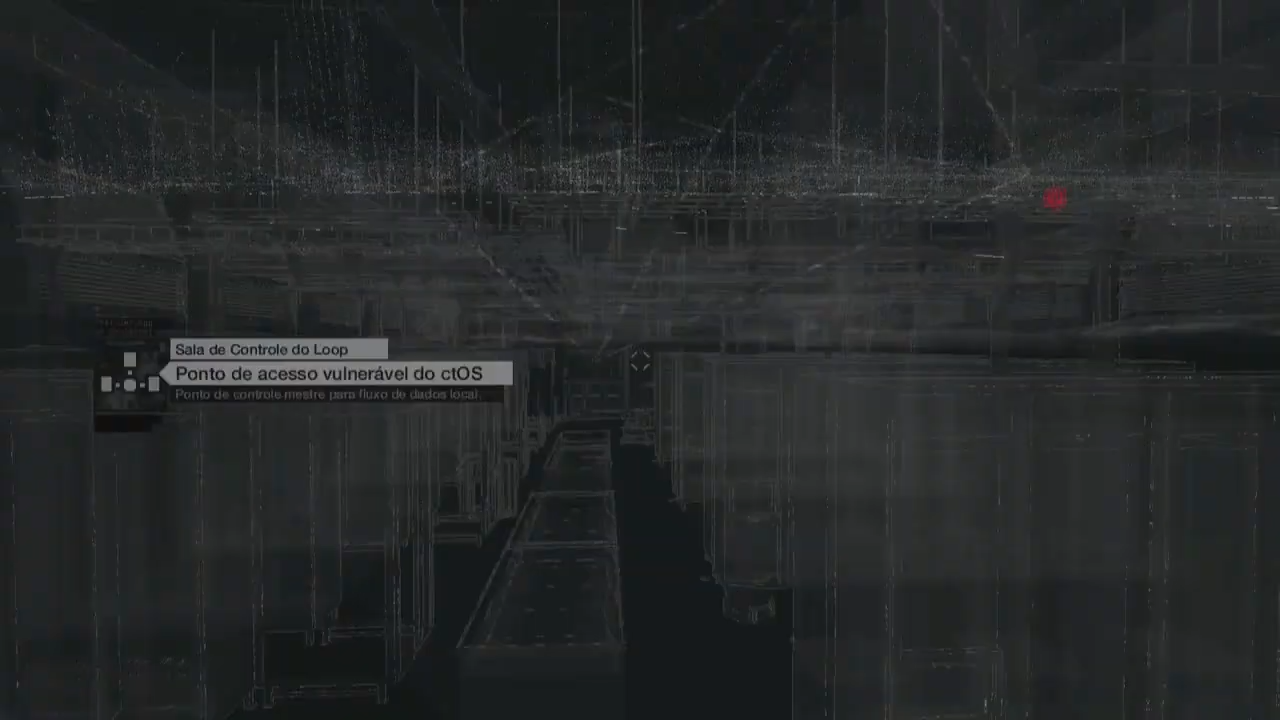 Sala de Controle do Loop
Ponto de acesso vulnerável do ctOS
Ponto de controle mestre para fluxo de dados local.